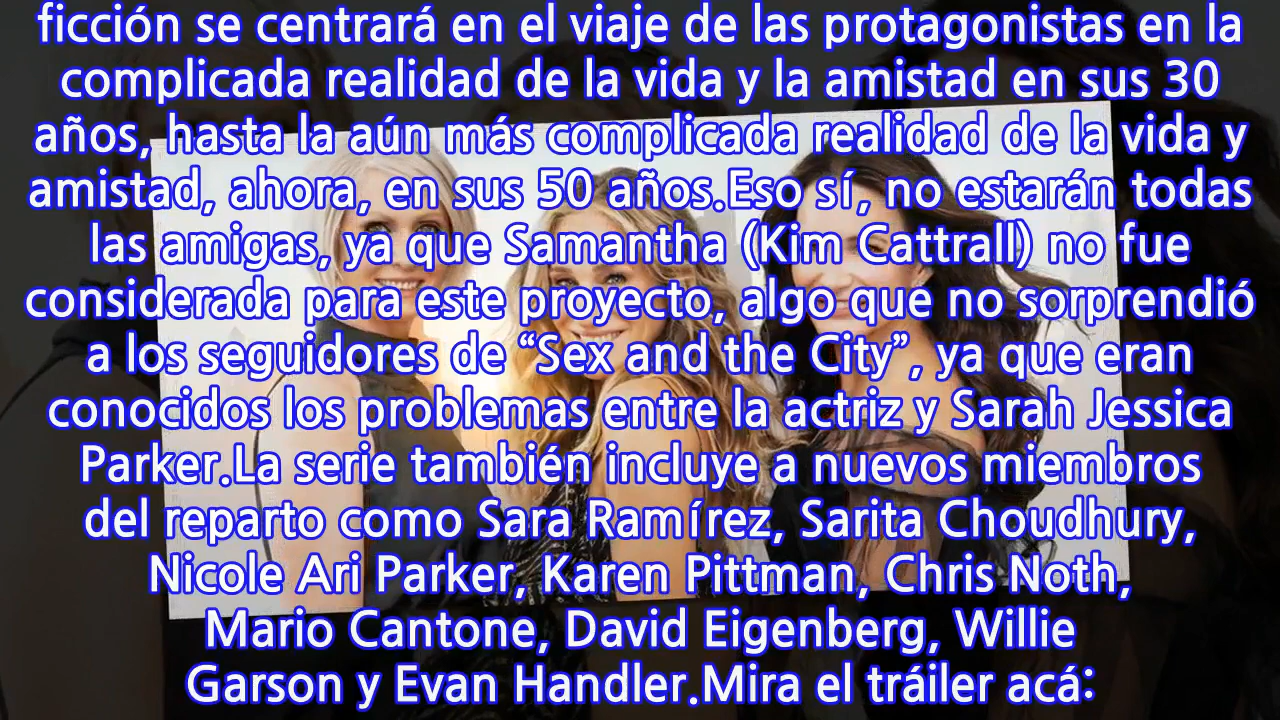 ficción se centrará en el viaje de las protagonistas en la
complicada realidad de la vida y la amistad en sus 30
años, hasta la aún más complicada realidad de la vida y
amistad, ahora, en sus 50 años.Eso sí, no estarán todas
las amigas, ya que Samantha (Kim Cattrall) no fue
considerada para este proyecto, algo que no sorprendió
a los seguidores de “Sex and the City”, ya que eran
conocidos los problemas entre la actriz y Sarah Jessica
Parker.La serie también incluye a nuevos miembros
del reparto como Sara Ramírez, Sarita Choudhury,
Nicole Ari Parker, Karen Pittman, Chris Noth,
Mario Cantone, David Eigenberg, Willie
Garson y Evan Handler.Mira el tráiler acá: